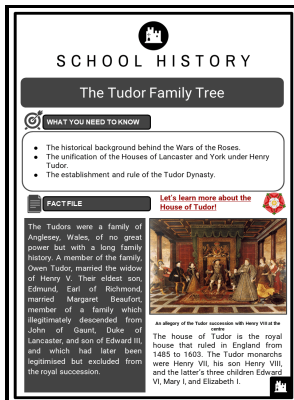 SCHOOL HISTORY
The Tudor Family Tree
WHAT YOU NEED TO KNOW
● The historical background behind the Wars of the Roses.
● The unification of the Houses of Lancaster and York under Henry
Tudor.
● The establishment and rule of the Tudor Dynasty.
FACT FILE
The Tudors were a family of
Anglesey, Wales, of no great
power but with a long family
history. A member of the family,
Owen Tudor, married the widow
of Henry V. Their eldest son,
Edmund, Earl of Richmond,
married Margaret Beaufort,
member of a family which
illegitimately descended from
John of Gaunt, Duke of
Lancaster, and son of Edward III,
and which had later been
legitimised but excluded from
the royal succession.
Let's learn more about the
House of Tudor!
An allegory of the Tudor succession with Henry VIII at the
centre
The house of Tudor is the royal
house that ruled in England from
1485 to 1603. The Tudor monarchs
were Henry VII, his son Henry VIII,
and the latter's three children Edward
VI, Mary I, and Elizabeth I.